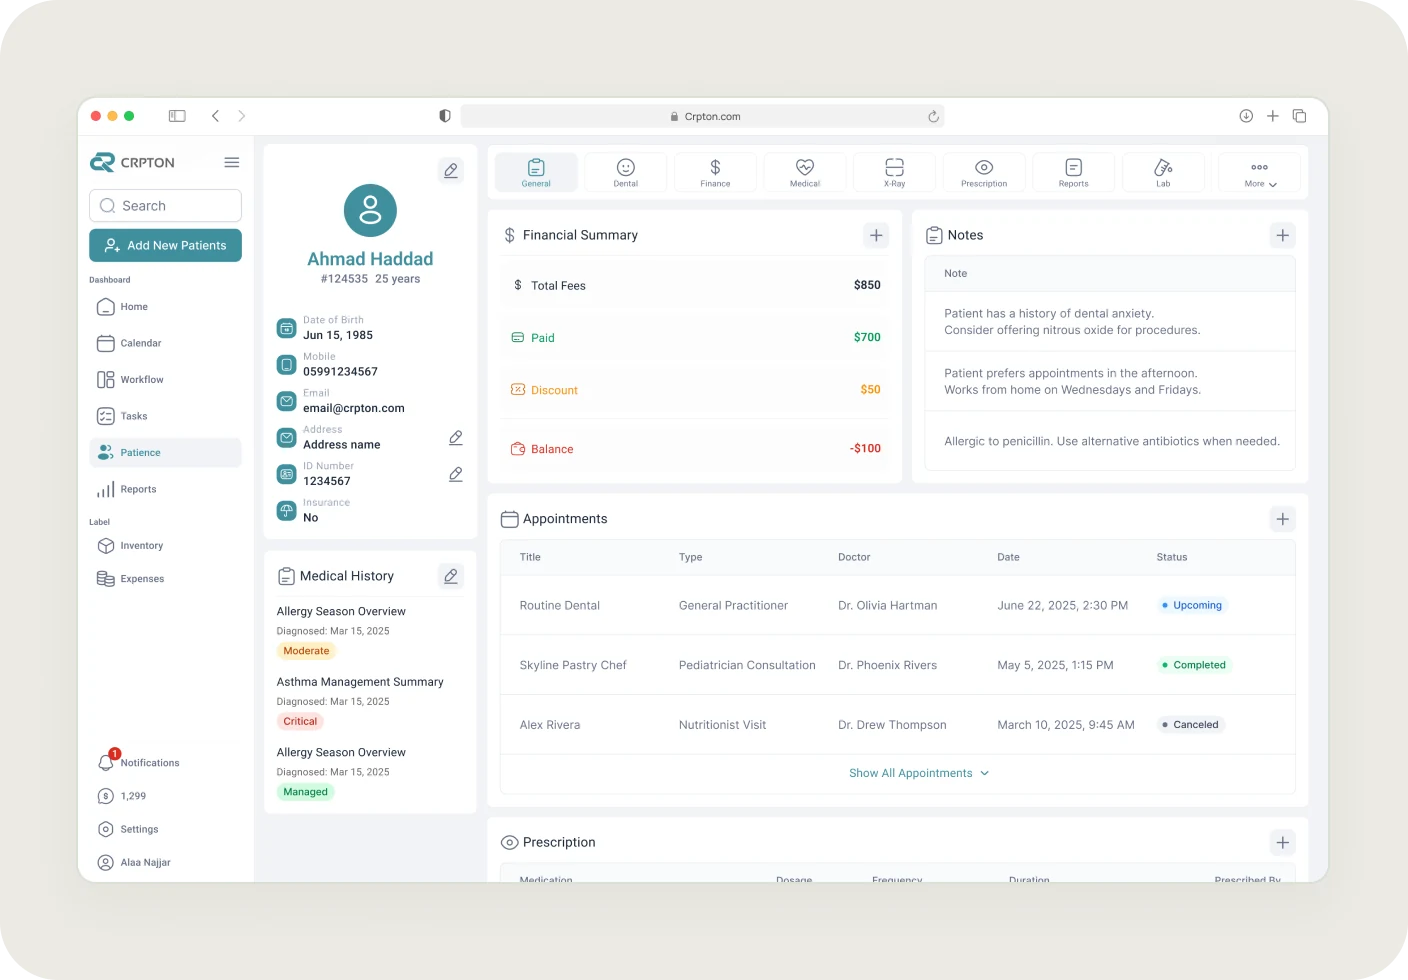 Crpton.com
CRPTON
Search
Add New Patients
Dashboard
Home
Calendar
Workflow
Tasks
Patience
Reports
Label
Inventory
Expenses
1
Notifications
1,299
Settings
Alaa Najjar
Ahmad Haddad
#124535 25 years
Date of Birth
Jun 15, 1985
Mobile
05991234567
Email
email@crpton.com
Address
Address name
ID Number
1234567
Insurance
No
Medical History
Allergy Season Overview
Diagnosed: Mar 15, 2025
Moderate
Asthma Management Summary
Diagnosed: Mar 15, 2025
Critical
Allergy Season Overview
Diagnosed: Mar 15, 2025
Managed
General
Dental
Finance
Medical
X-Ray
Prescription
Reports
Lab
More
Financial Summary
Total Fees $850
Paid $700
Discount $50
Balance -$100
Notes
Note
Patient has a history of dental anxiety.
Consider offering nitrous oxide for procedures.
Patient prefers appointments in the afternoon.
Works from home on Wednesdays and Fridays.
Allergic to penicillin. Use alternative antibiotics when needed.
Appointments
Title Type Doctor Date Status
Routine Dental General Practitioner Dr. Olivia Hartman June 22, 2025, 2:30 PM Upcoming
Skyline Pastry Chef Pediatrician Consultation Dr. Phoenix Rivers May 5, 2025, 1:15 PM Completed
Alex Rivera Nutritionist Visit Dr. Drew Thompson March 10, 2025, 9:45 AM Canceled
Show All Appointments
Prescription
Medication Dosage Frequency Duration Prescribed By